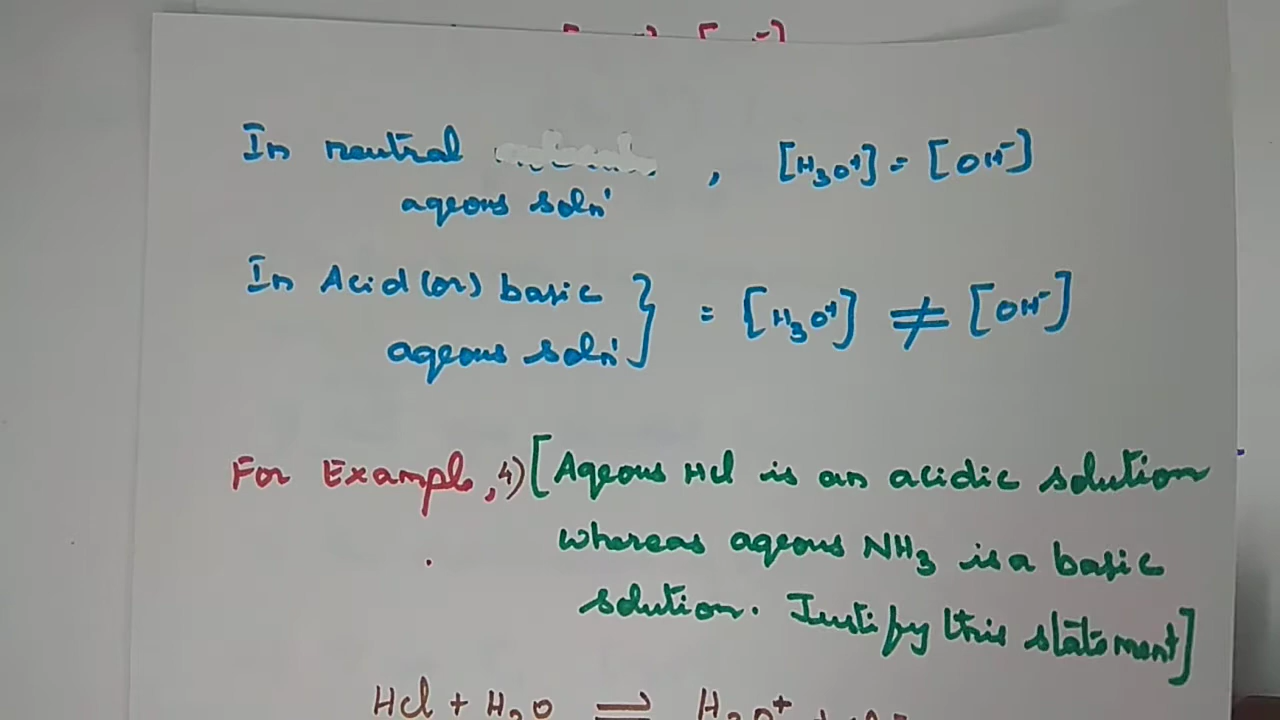 In neutral , [H₃O⁺] = [OH⁻]
aqeous soln'
In Acid (or) basic } = [H₃O⁺] ≠ [OH⁻]
aqeous soln'
For Example, 4) [Aqeous Hcl is an acidic solution
whereas aqeous NH₃ is a basic
solution. Justify this statement]
Hcl + H₂O ⇌ H₃O⁺ +